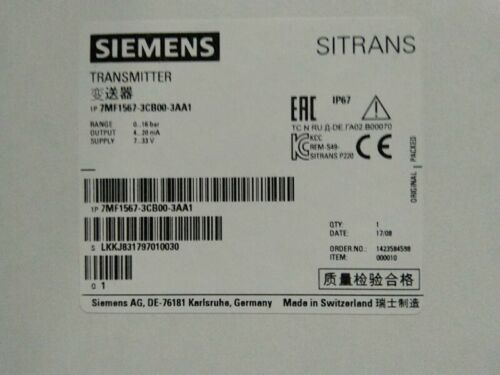 SIEMENS
SITRANS
TRANSMITTER
变送器
1P 7MF1567-3CB00-3AA1
RANGE 0...16 bar
OUTPUT 4...20mA
SUPPLY 7...33 V
EAC IP67
TC N RU Д-DE.ГА02.B00070
KCC
REM-S49-
SITRANS P220
CE
ORIGINAL PACKED
1P 7MF1567-3CB00-3AA1
S LKKJ831797010030
Q 1
QTY: 1
DATE: 17/08
ORDER NO.: 1423584598
ITEM: 000010
质量检验合格
Siemens AG, DE-76181 Karlsruhe, Germany Made in Switzerland 瑞士制造